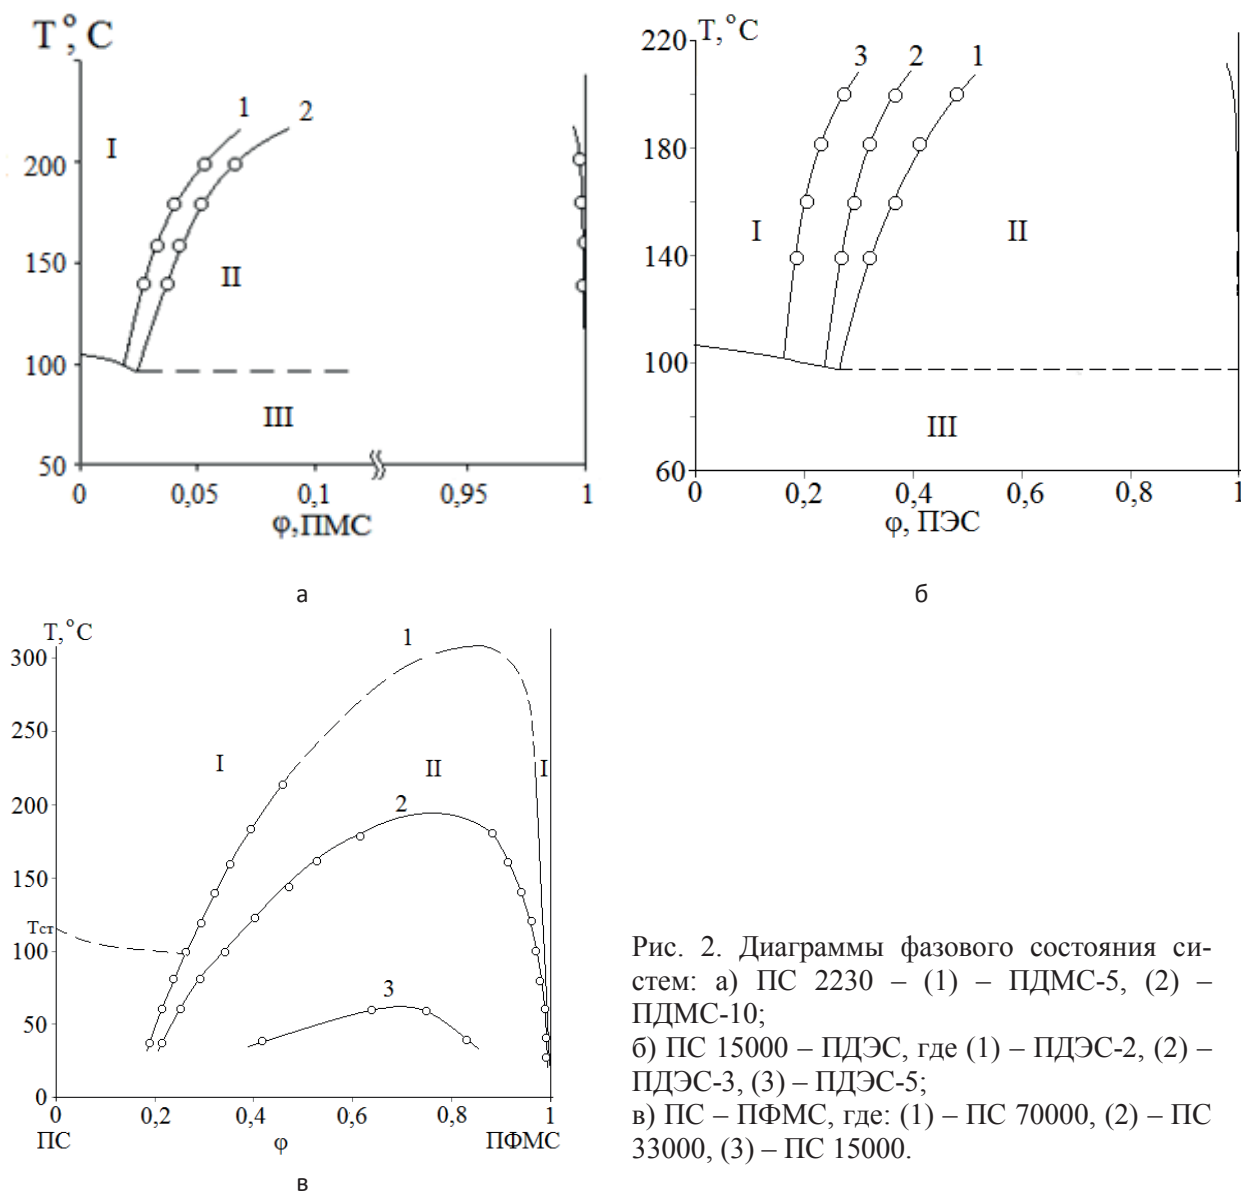 T°, C
200
150
100
50
0
0,05
0,1
0,95
1
φ,ПМС
I
II
III
1
2
а
T,°C
220
180
140
100
60
0
0,2
0,4
0,6
0,8
1
φ, ПЭС
3
2
1
I
II
III
б
T,°C
300
250
200
150
Tст
100
50
0
0
0,2
0,4
0,6
0,8
1
ПС
φ
ПФМС
1
2
3
I
II
I
в
Рис. 2. Диаграммы фазового состояния си-
стем: а) ПС 2230 – (1) – ПДМС-5, (2) –
ПДМС-10;
б) ПС 15000 – ПДЭС, где (1) – ПДЭС-2, (2) –
ПДЭС-3, (3) – ПДЭС-5;
в) ПС – ПФМС, где: (1) – ПС 70000, (2) – ПС
33000, (3) – ПС 15000.